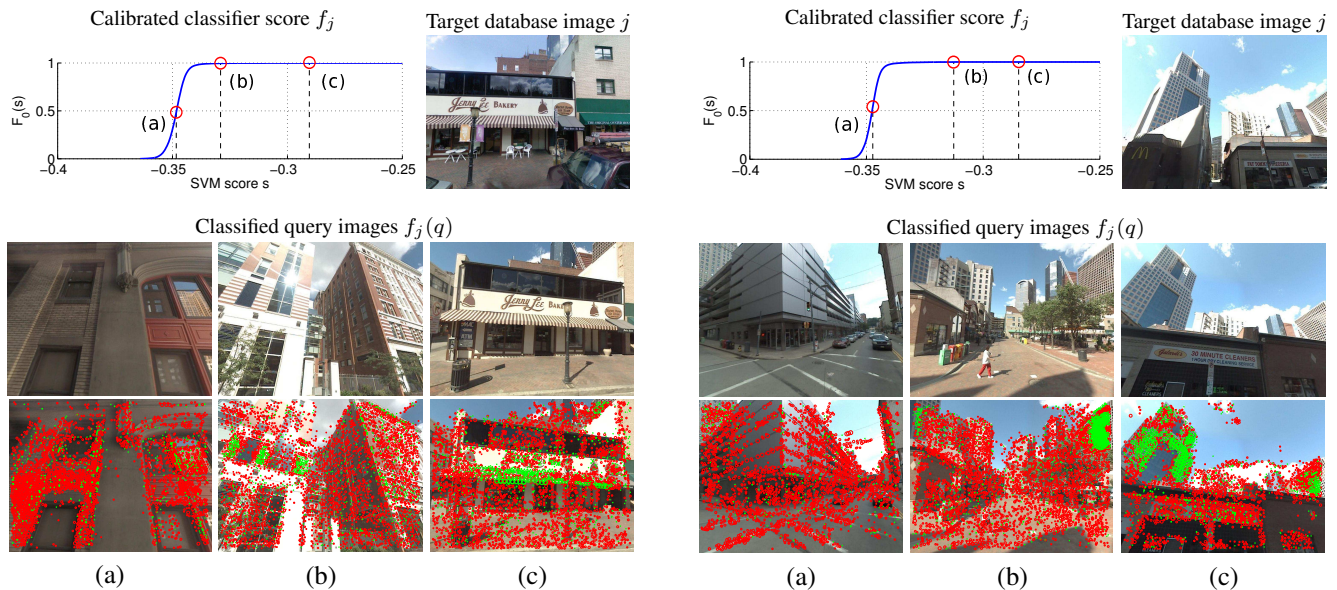 Calibrated classifier score f_j
Target database image j
F_0(s)
1
0.5
0
(a)
(b)
(c)
−0.4
−0.35
−0.3
−0.25
SVM score s
Jenny Lee BAKERY
Classified query images f_j(q)
Jenny Lee
BAKERY
(a)
(b)
(c)
Calibrated classifier score f_j
Target database image j
F_0(s)
1
0.5
0
(a)
(b)
(c)
−0.4
−0.35
−0.3
−0.25
SVM score s
Classified query images f_j(q)
30 MINUTE CLEANERS
(a)
(b)
(c)